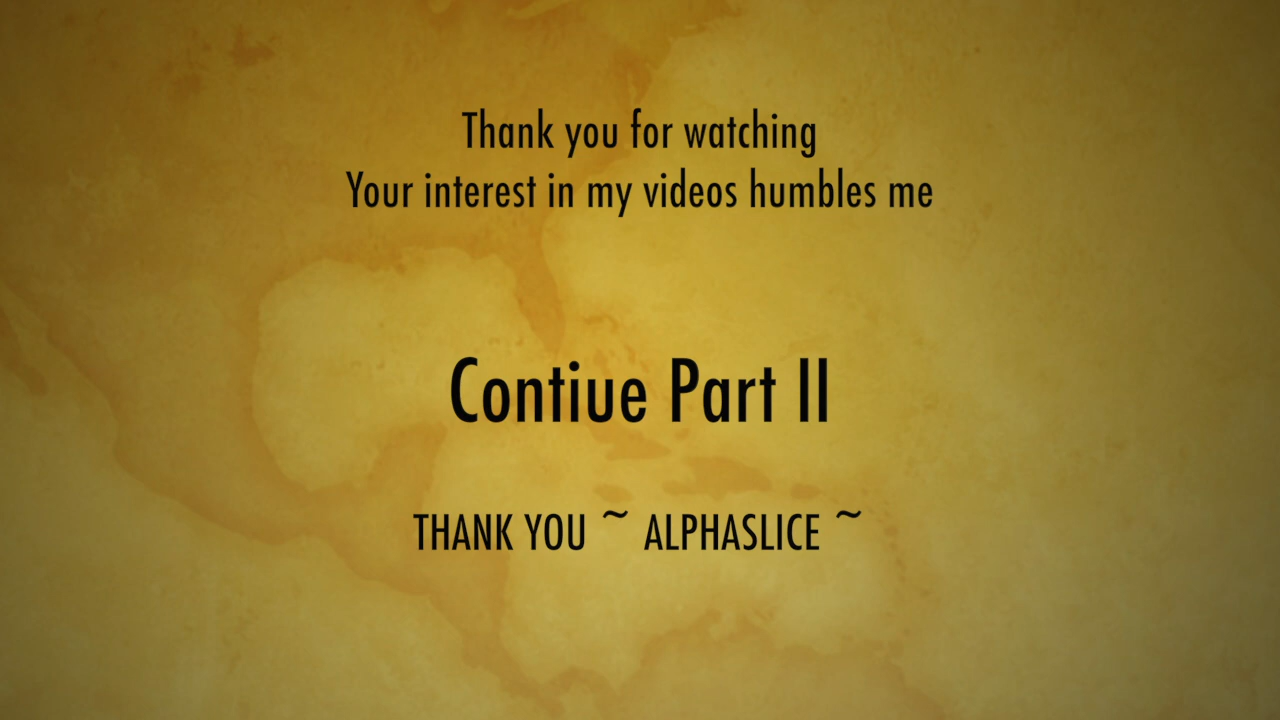 Thank you for watching
Your interest in my videos humbles me
Contiue Part II
THANK YOU ~ ALPHASLICE ~